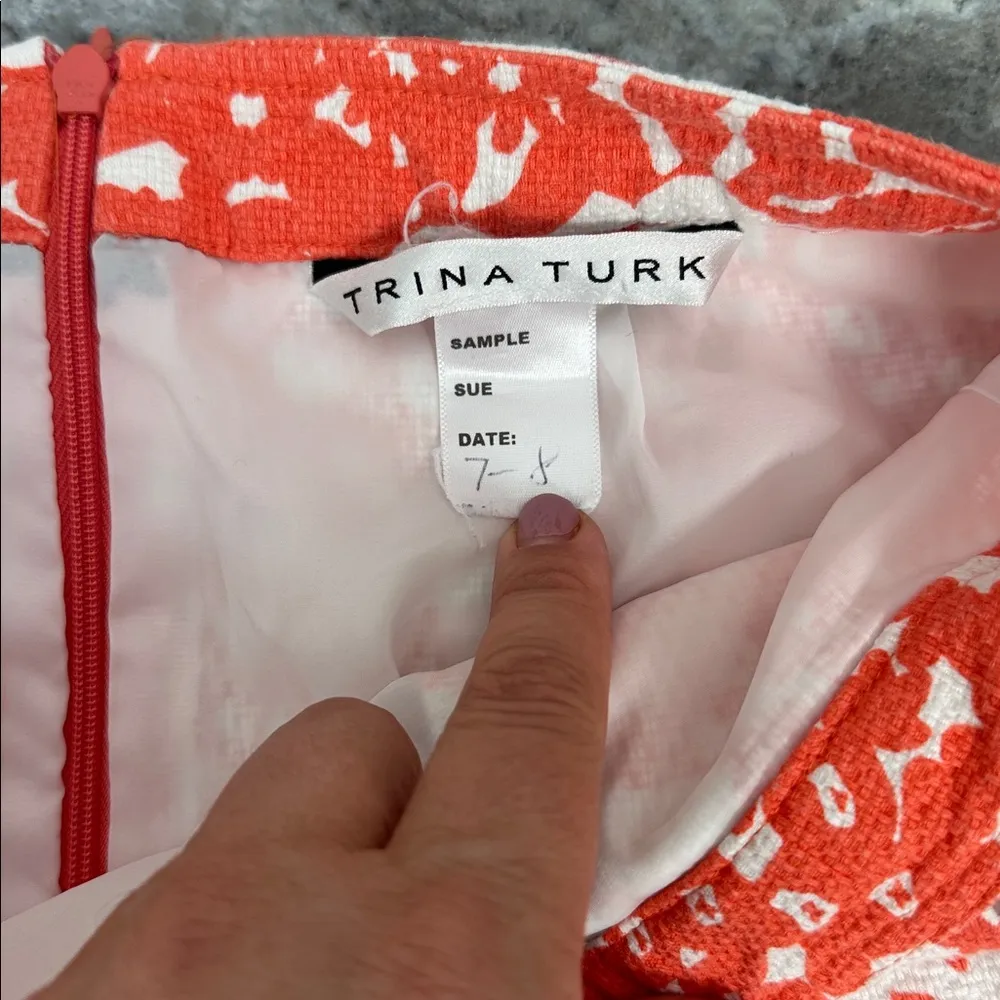 TRINA TURK
SAMPLE
SUE
DATE:
7-8